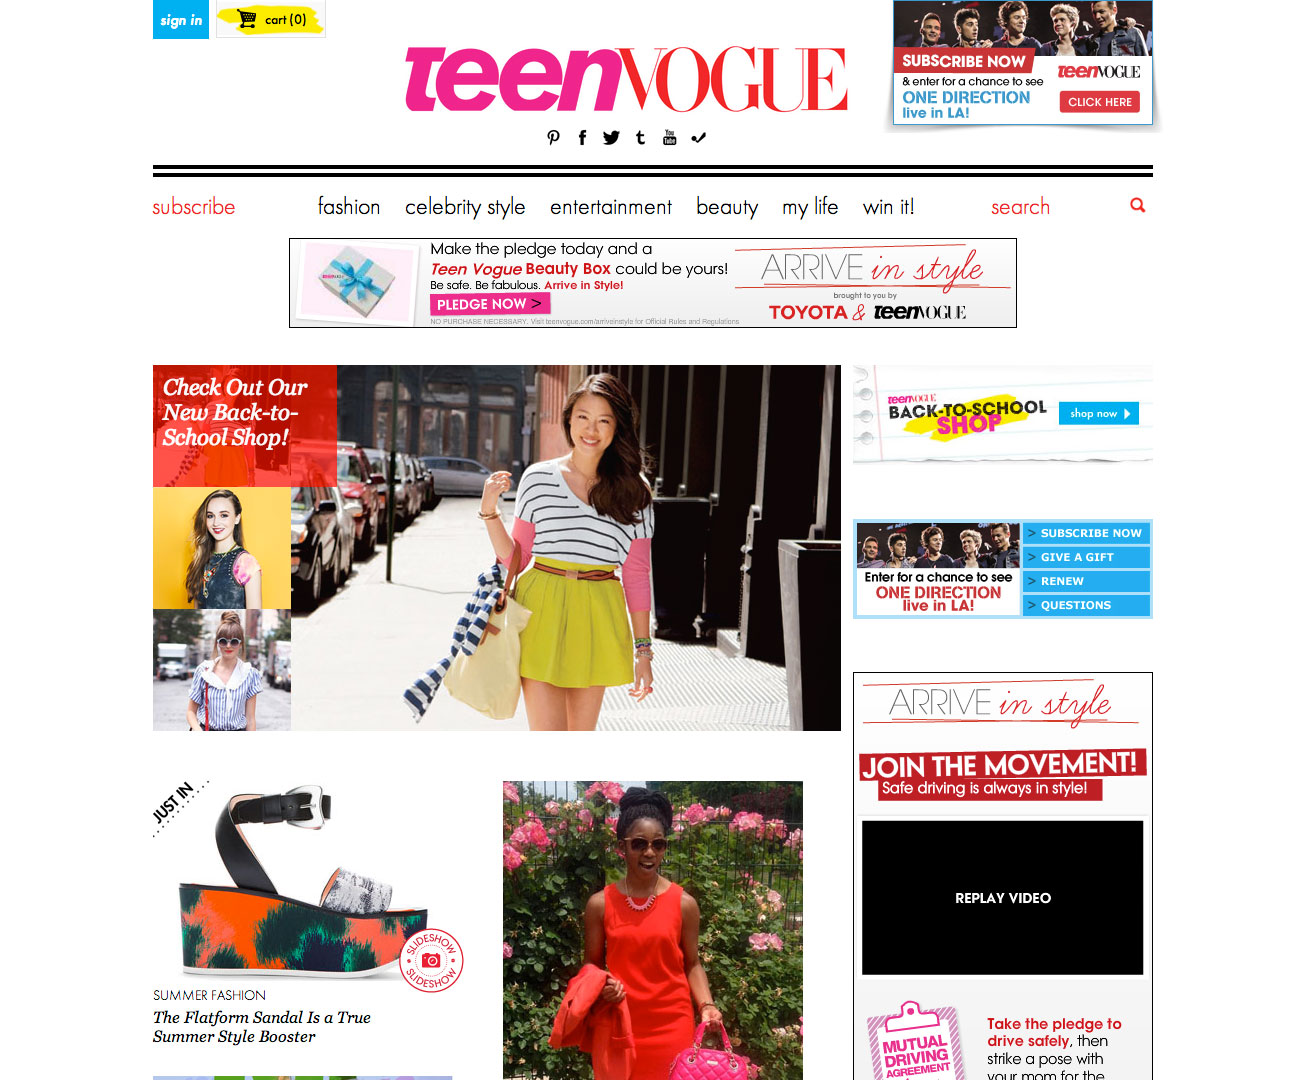 sign in
cart (0)
teenVOGUE
SUBSCRIBE NOW
& enter for a chance to see
ONE DIRECTION
live in LA!
teenVOGUE
CLICK HERE
You
Tube
subscribe
fashion
celebrity style
entertainment
beauty
my life
win it!
search
Make the pledge today and a
Teen Vogue Beauty Box could be yours!
Be safe. Be fabulous. Arrive in Style!
PLEDGE NOW >
NO PURCHASE NECESSARY. Visit teenvogue.com/arriveinstyle for Official Rules and Regulations
ARRIVE in style
brought to you by
TOYOTA & teenVOGUE
Check Out Our
New Back-to-
School Shop!
teenVOGUE
BACK-TO-SCHOOL
SHOP
shop now
Enter for a chance to see
ONE DIRECTION
live in LA!
> SUBSCRIBE NOW
> GIVE A GIFT
> RENEW
> QUESTIONS
ARRIVE in style
JOIN THE MOVEMENT!
Safe driving is always in style!
REPLAY VIDEO
JUST IN
SLIDESHOW
SLIDESHOW
SUMMER FASHION
The Flatform Sandal Is a True
Summer Style Booster
MUTUAL
DRIVING
AGREEMENT
Take the pledge to
drive safely, then
strike a pose with
your mom for the